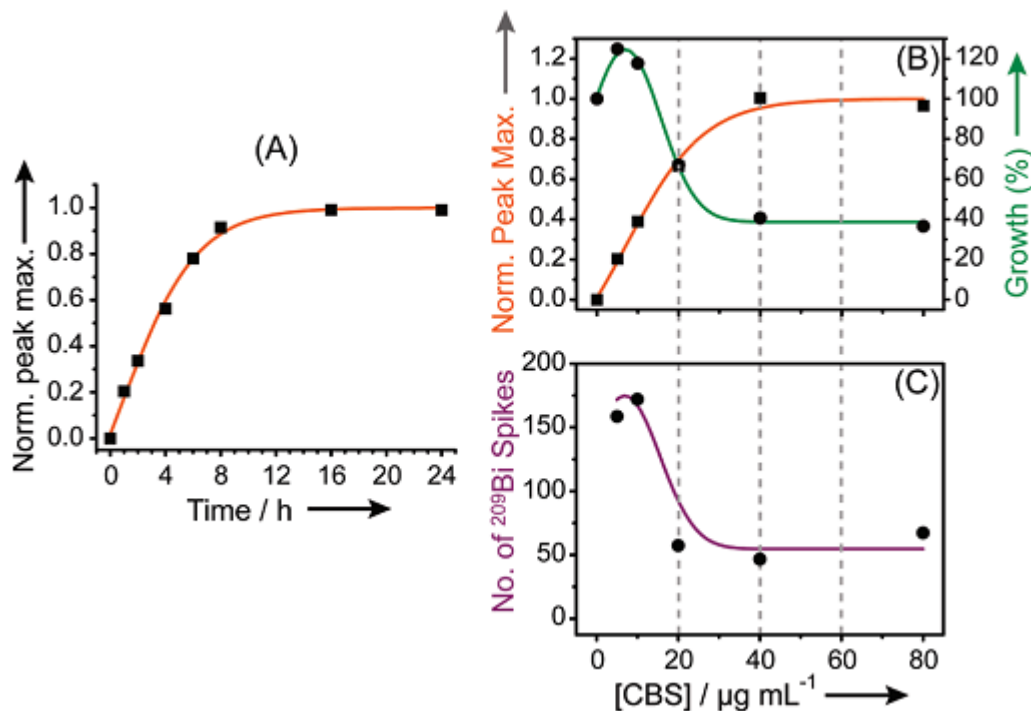 (A)
Norm. peak max.
1.0
0.8
0.6
0.4
0.2
0.0
0 4 8 12 16 20 24
Time / h
(B)
Norm. Peak Max.
1.2
1.0
0.8
0.6
0.4
0.2
0.0
Growth (%)
120
100
80
60
40
20
0
(C)
No. of ²⁰⁹Bi Spikes
200
150
100
50
0
0 20 40 60 80
[CBS] / µg mL⁻¹